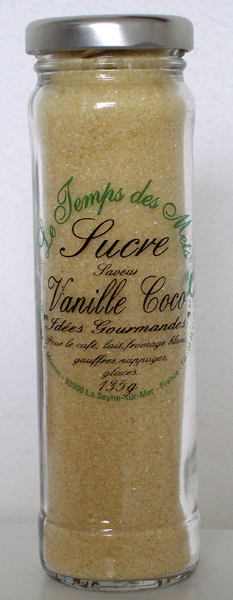 Le Temps des Mets
Sucre
Saveur
Vanille Coco
"Idées Gourmandes"
Pour le café, lait, fromage blanc,
gauffres, nappages,
glaces...
135g
83500 La Seyne-sur-Mer - France